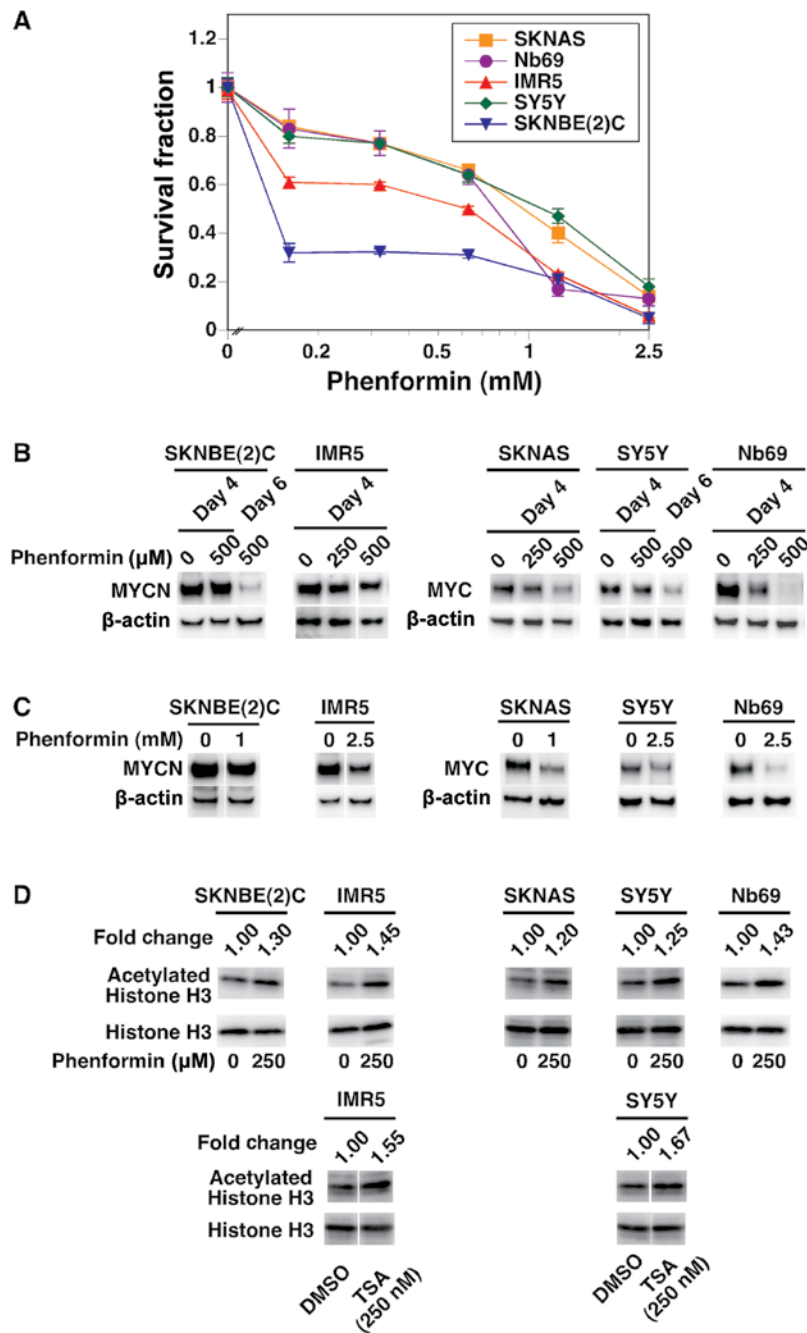 A
1.2
1
0.8
0.6
0.4
0.2
0
Survival fraction
SKNAS
Nb69
IMR5
SY5Y
SKNBE(2)C
0 0.2 0.5 1 2.5
Phenformin (mM)
B
SKNBE(2)C IMR5 SKNAS SY5Y Nb69
Day 4 Day 6 Day 4 Day 4 Day 4 Day 6 Day 4
Phenformin (µM) 0 500 500 0 250 500 0 250 500 0 500 500 0 250 500
MYCN MYC
β-actin β-actin
C
SKNBE(2)C IMR5 SKNAS SY5Y Nb69
Phenformin (mM) 0 1 0 2.5 0 1 0 2.5 0 2.5
MYCN MYC
β-actin β-actin
D
SKNBE(2)C IMR5 SKNAS SY5Y Nb69
Fold change 1.00 1.30 1.00 1.45 1.00 1.20 1.00 1.25 1.00 1.43
Acetylated
Histone H3
Histone H3
Phenformin (µM) 0 250 0 250 0 250 0 250 0 250
IMR5 SY5Y
Fold change 1.00 1.55 1.00 1.67
Acetylated
Histone H3
Histone H3
DMSO TSA (250 nM) DMSO TSA (250 nM)